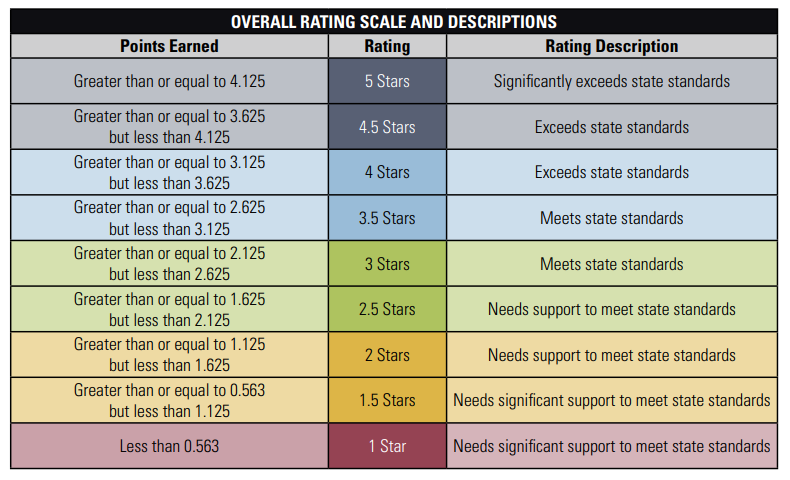 OVERALL RATING SCALE AND DESCRIPTIONS
Points Earned Rating Rating Description
Greater than or equal to 4.125 5 Stars Significantly exceeds state standards
Greater than or equal to 3.625
but less than 4.125 4.5 Stars Exceeds state standards
Greater than or equal to 3.125
but less than 3.625 4 Stars Exceeds state standards
Greater than or equal to 2.625
but less than 3.125 3.5 Stars Meets state standards
Greater than or equal to 2.125
but less than 2.625 3 Stars Meets state standards
Greater than or equal to 1.625
but less than 2.125 2.5 Stars Needs support to meet state standards
Greater than or equal to 1.125
but less than 1.625 2 Stars Needs support to meet state standards
Greater than or equal to 0.563
but less than 1.125 1.5 Stars Needs significant support to meet state standards
Less than 0.563 1 Star Needs significant support to meet state standards